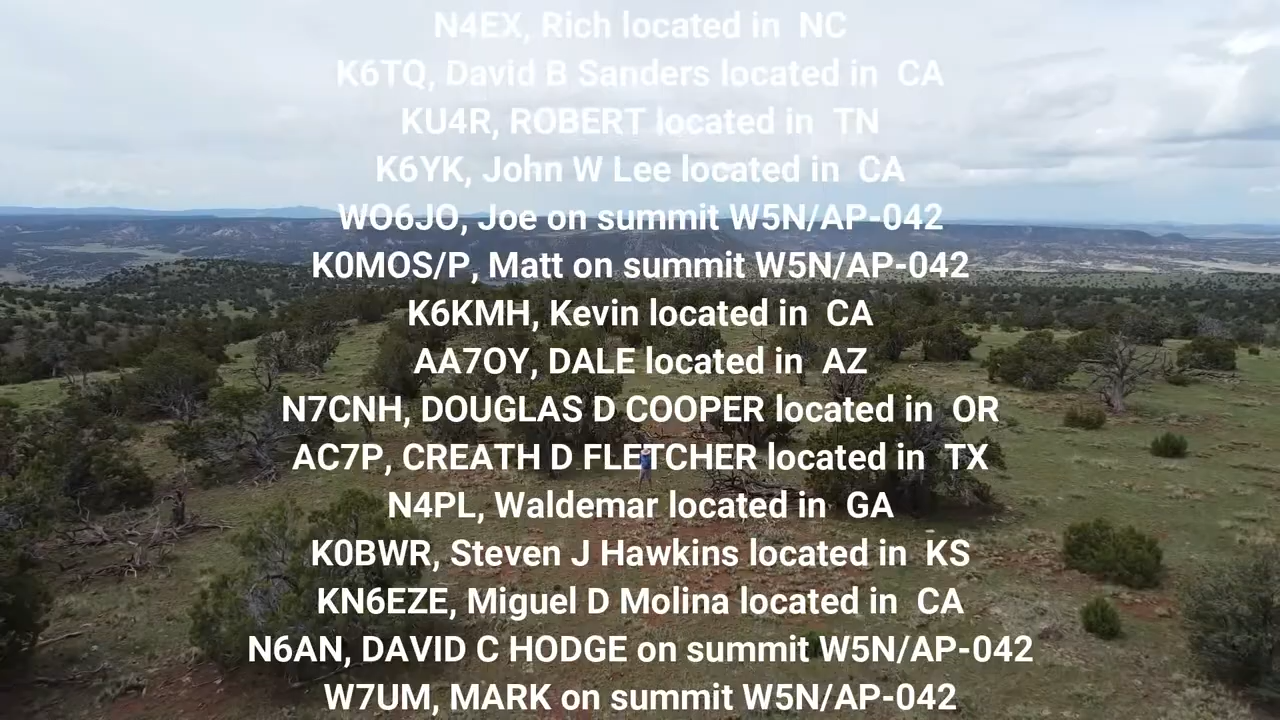 N4EX, Rich located in  NC
K6TQ, David B Sanders located in  CA
KU4R, ROBERT located in  TN
K6YK, John W Lee located in  CA
WO6JO, Joe on summit W5N/AP-042
K0MOS/P, Matt on summit W5N/AP-042
K6KMH, Kevin located in  CA
AA7OY, DALE located in  AZ
N7CNH, DOUGLAS D COOPER located in  OR
AC7P, CREATH D FLETCHER located in  TX
N4PL, Waldemar located in  GA
K0BWR, Steven J Hawkins located in  KS
KN6EZE, Miguel D Molina located in  CA
N6AN, DAVID C HODGE on summit W5N/AP-042
W7UM, MARK on summit W5N/AP-042